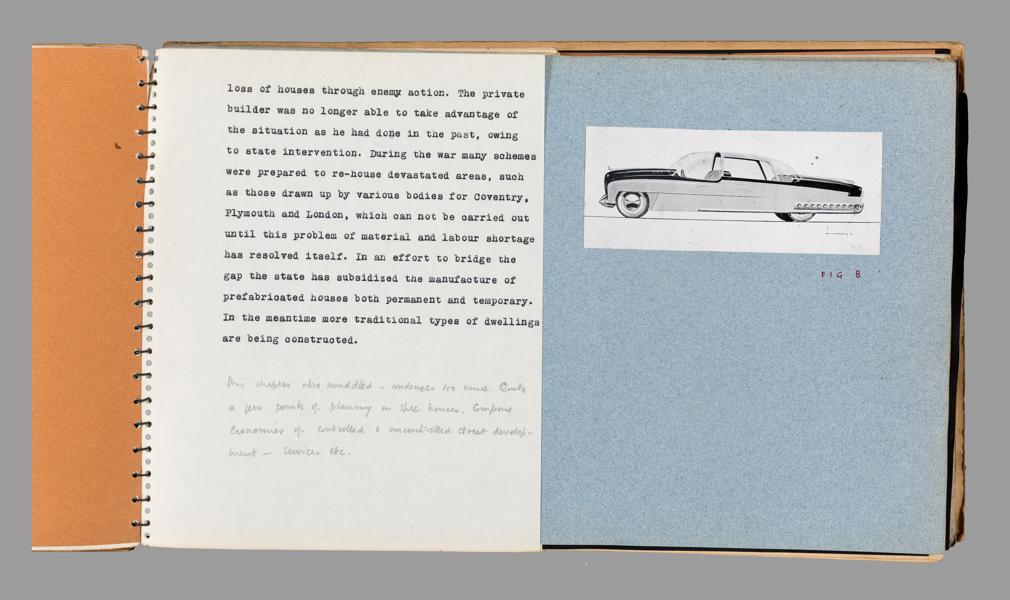 loss of houses through enemy action. The private
builder was no longer able to take advantage of
the situation as he had done in the past, owing
to state intervention. During the war many schemes
were prepared to re-house devastated areas, such
as those drawn up by various bodies for Coventry,
Plymouth and London, which can not be carried out
until this problem of material and labour shortage
has resolved itself. In an effort to bridge the
gap the state has subsidized the manufacture of
prefabricated houses both permanent and temporary.
In the meantime more traditional types of dwellings
are being constructed.
This chapter also muddled - condenses too much. Quote
a few points of planning in spec houses. Compare
economies of controlled & uncontrolled street develop-
ment - services etc.
FIG 8